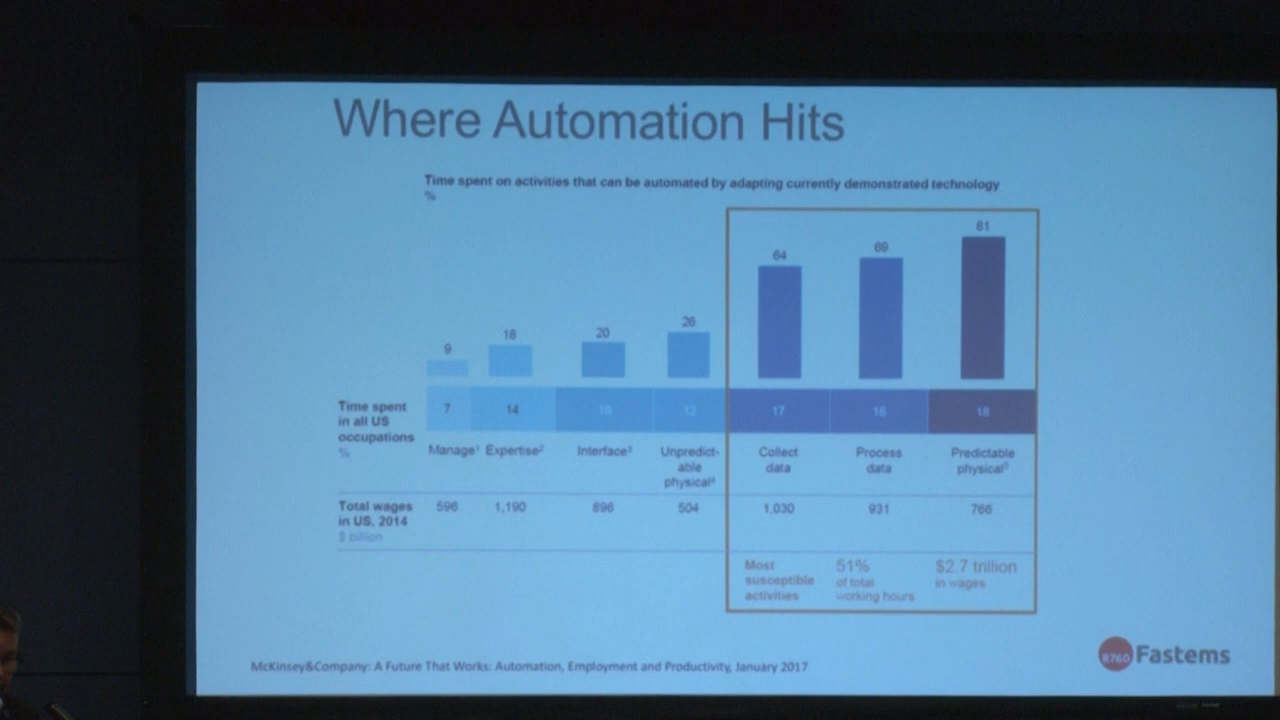 Where Automation Hits
Time spent on activities that can be automated by adapting currently demonstrated technology
%
9 18 20 26 64 69 81
Time spent
in all US
occupations
%
7 14 16 12 17 16 18
Manage¹ Expertise² Interface³ Unpredict-
able
physical⁴
Collect
data
Process
data
Predictable
physical⁵
Total wages
in US, 2014
$ billion
596 1,190 896 504 1,030 931 766
Most
susceptible
activities
51%
of total
working hours
$2.7 trillion
in wages
McKinsey&Company: A Future That Works: Automation, Employment and Productivity, January 2017
8760 Fastems